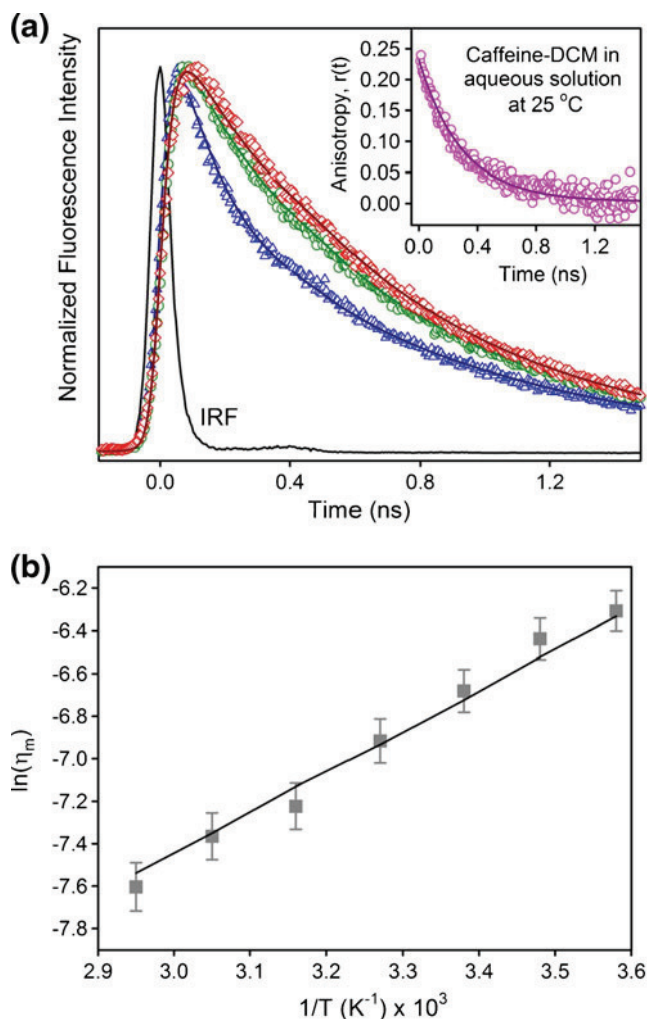 (a)
Normalized Fluorescence Intensity
IRF
0.0 0.4 0.8 1.2
Time (ns)
Caffeine-DCM in
aqueous solution
at 25 °C
Anisotropy, r(t)
0.25
0.20
0.15
0.10
0.05
0.00
0.0 0.4 0.8 1.2
Time (ns)
(b)
ln(ηm)
-6.2
-6.4
-6.6
-6.8
-7.0
-7.2
-7.4
-7.6
-7.8
2.9 3.0 3.1 3.2 3.3 3.4 3.5 3.6
1/T (K⁻¹) x 10³